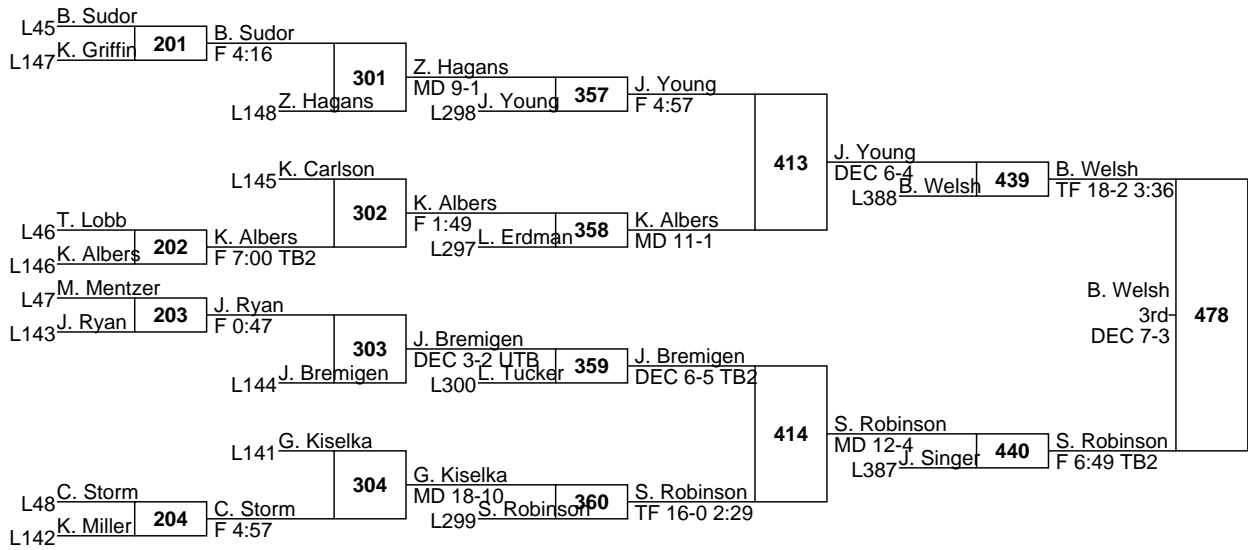 L45 B. Sudor
201
L147 K. Griffin
B. Sudor
F 4:16
301
L148 Z. Hagans
Z. Hagans
MD 9-1
357
L298 J. Young
J. Young
F 4:57
413
L145 K. Carlson
302
L46 T. Lobb
202
L146 K. Albers
K. Albers
F 7:00 TB2
K. Albers
F 1:49
358
L297 L. Erdman
K. Albers
MD 11-1
J. Young
DEC 6-4
439
L388 B. Welsh
B. Welsh
TF 18-2 3:36
L47 M. Mentzer
203
L143 J. Ryan
J. Ryan
F 0:47
303
L144 J. Bremigen
J. Bremigen
DEC 3-2 UTB
359
L300 L. Tucker
J. Bremigen
DEC 6-5 TB2
414
L141 G. Kiselka
304
L48 C. Storm
204
L142 K. Miller
C. Storm
F 4:57
G. Kiselka
MD 18-10
360
L299 S. Robinson
S. Robinson
TF 16-0 2:29
S. Robinson
MD 12-4
440
L387 J. Singer
S. Robinson
F 6:49 TB2
478
B. Welsh
3rd
DEC 7-3